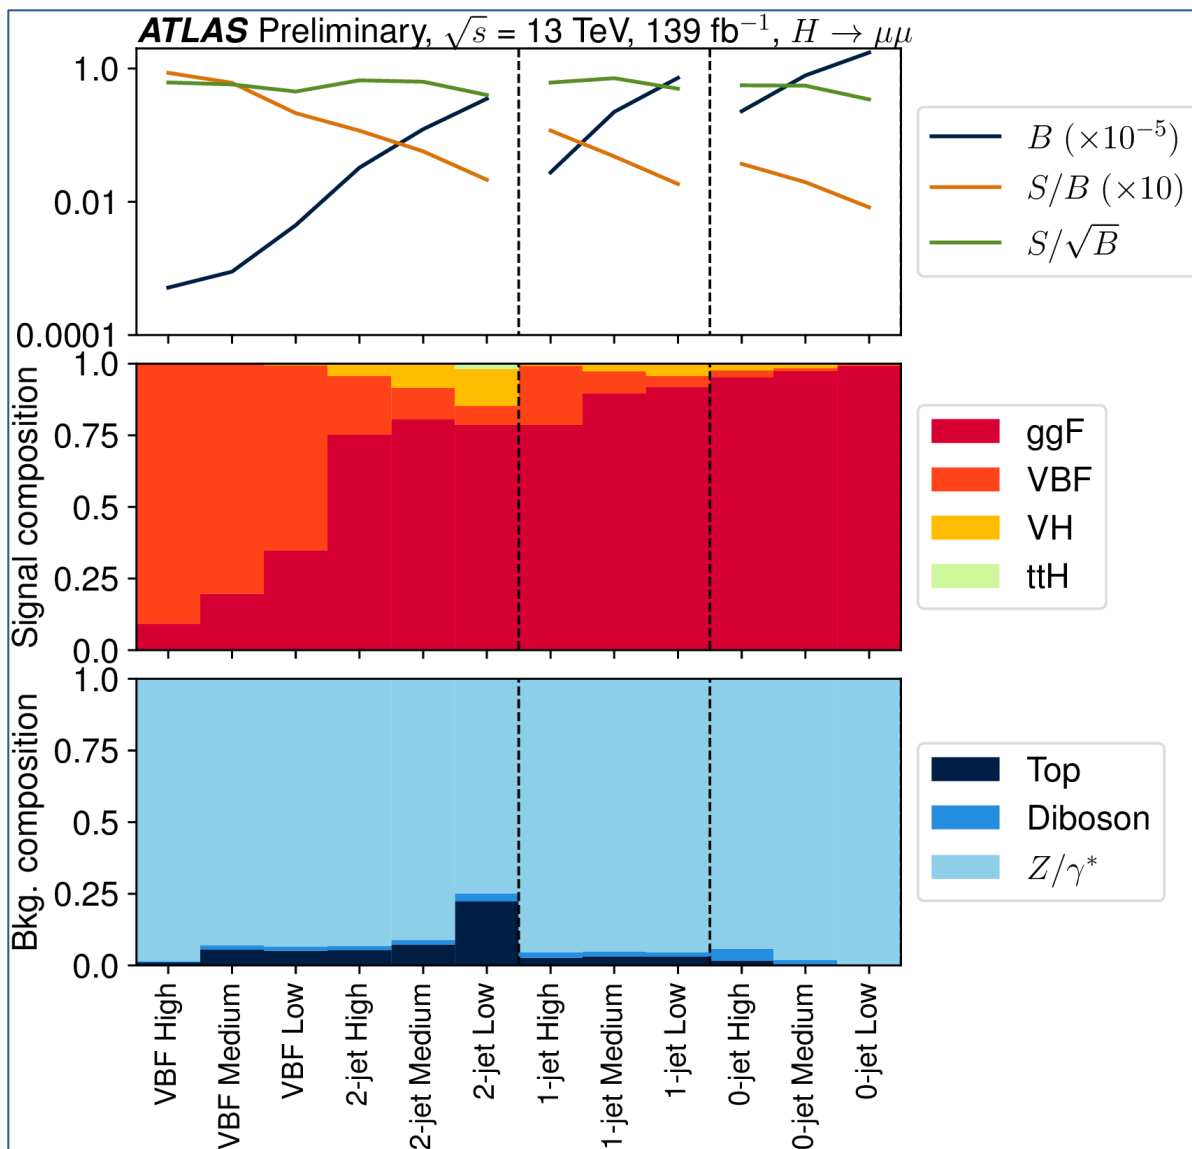 ATLAS Preliminary, √s = 13 TeV, 139 fb⁻¹, H → μμ
1.0
0.01
0.0001
B (×10⁻⁵)
S/B (×10)
S/√B
Signal composition
1.0
0.75
0.5
0.25
0.0
ggF
VBF
VH
ttH
Bkg. composition
1.0
0.75
0.5
0.25
0.0
Top
Diboson
Z/γ*
VBF High
VBF Medium
VBF Low
2-jet High
2-jet Medium
2-jet Low
1-jet High
1-jet Medium
1-jet Low
0-jet High
0-jet Medium
0-jet Low